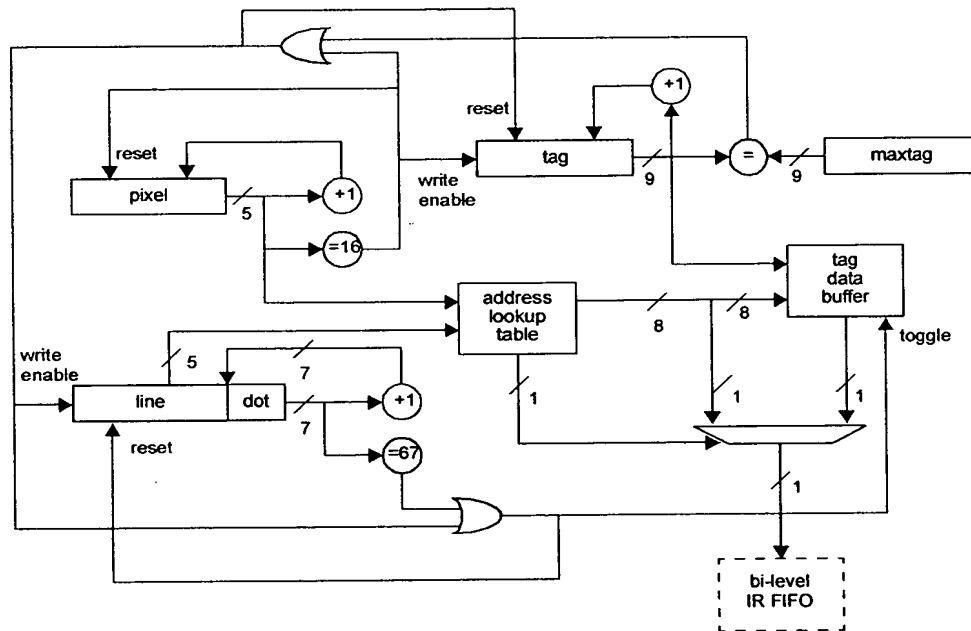 +1
reset
tag
9
=
9
maxtag
write
enable
reset
pixel
5
+1
=16
tag
data
buffer
address
lookup
table
8
8
toggle
5
7
write
enable
line
dot
7
+1
1
1
1
reset
=67
1
bi-level
IR FIFO